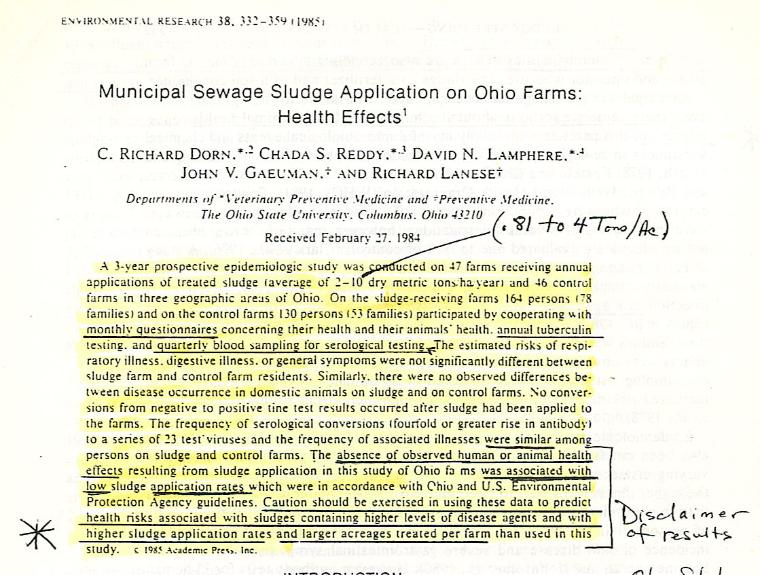 ENVIRONMENTAL RESEARCH 38, 332–359 (1985)
Municipal Sewage Sludge Application on Ohio Farms:
Health Effects¹
C. RICHARD DORN,*,² CHADA S. REDDY,*,³ DAVID N. LAMPHERE,*,⁴
JOHN V. GAEUMAN,† AND RICHARD LANESE†
Departments of *Veterinary Preventive Medicine and †Preventive Medicine,
The Ohio State University, Columbus, Ohio 43210
(.81 to 4 Tons/Ac)
Received February 27, 1984
A 3-year prospective epidemiologic study was conducted on 47 farms receiving annual
applications of treated sludge (average of 2–10 dry metric tons/ha/year) and 46 control
farms in three geographic areas of Ohio. On the sludge-receiving farms 164 persons (78
families) and on the control farms 130 persons (53 families) participated by cooperating with
monthly questionnaires concerning their health and their animals' health, annual tuberculin
testing, and quarterly blood sampling for serological testing. The estimated risks of respi-
ratory illness, digestive illness, or general symptoms were not significantly different between
sludge farm and control farm residents. Similarly, there were no observed differences be-
tween disease occurrence in domestic animals on sludge and on control farms. No conver-
sions from negative to positive tine test results occurred after sludge had been applied to
the farms. The frequency of serological conversions (fourfold or greater rise in antibody)
to a series of 23 test viruses and the frequency of associated illnesses were similar among
persons on sludge and control farms. The absence of observed human or animal health
effects resulting from sludge application in this study of Ohio fa ms was associated with
low sludge application rates which were in accordance with Ohio and U.S. Environmental
Protection Agency guidelines. Caution should be exercised in using these data to predict
health risks associated with sludges containing higher levels of disease agents and with
higher sludge application rates and larger acreages treated per farm than used in this
study. © 1985 Academic Press, Inc.
Disclaimer
of results
INTRODUCTION